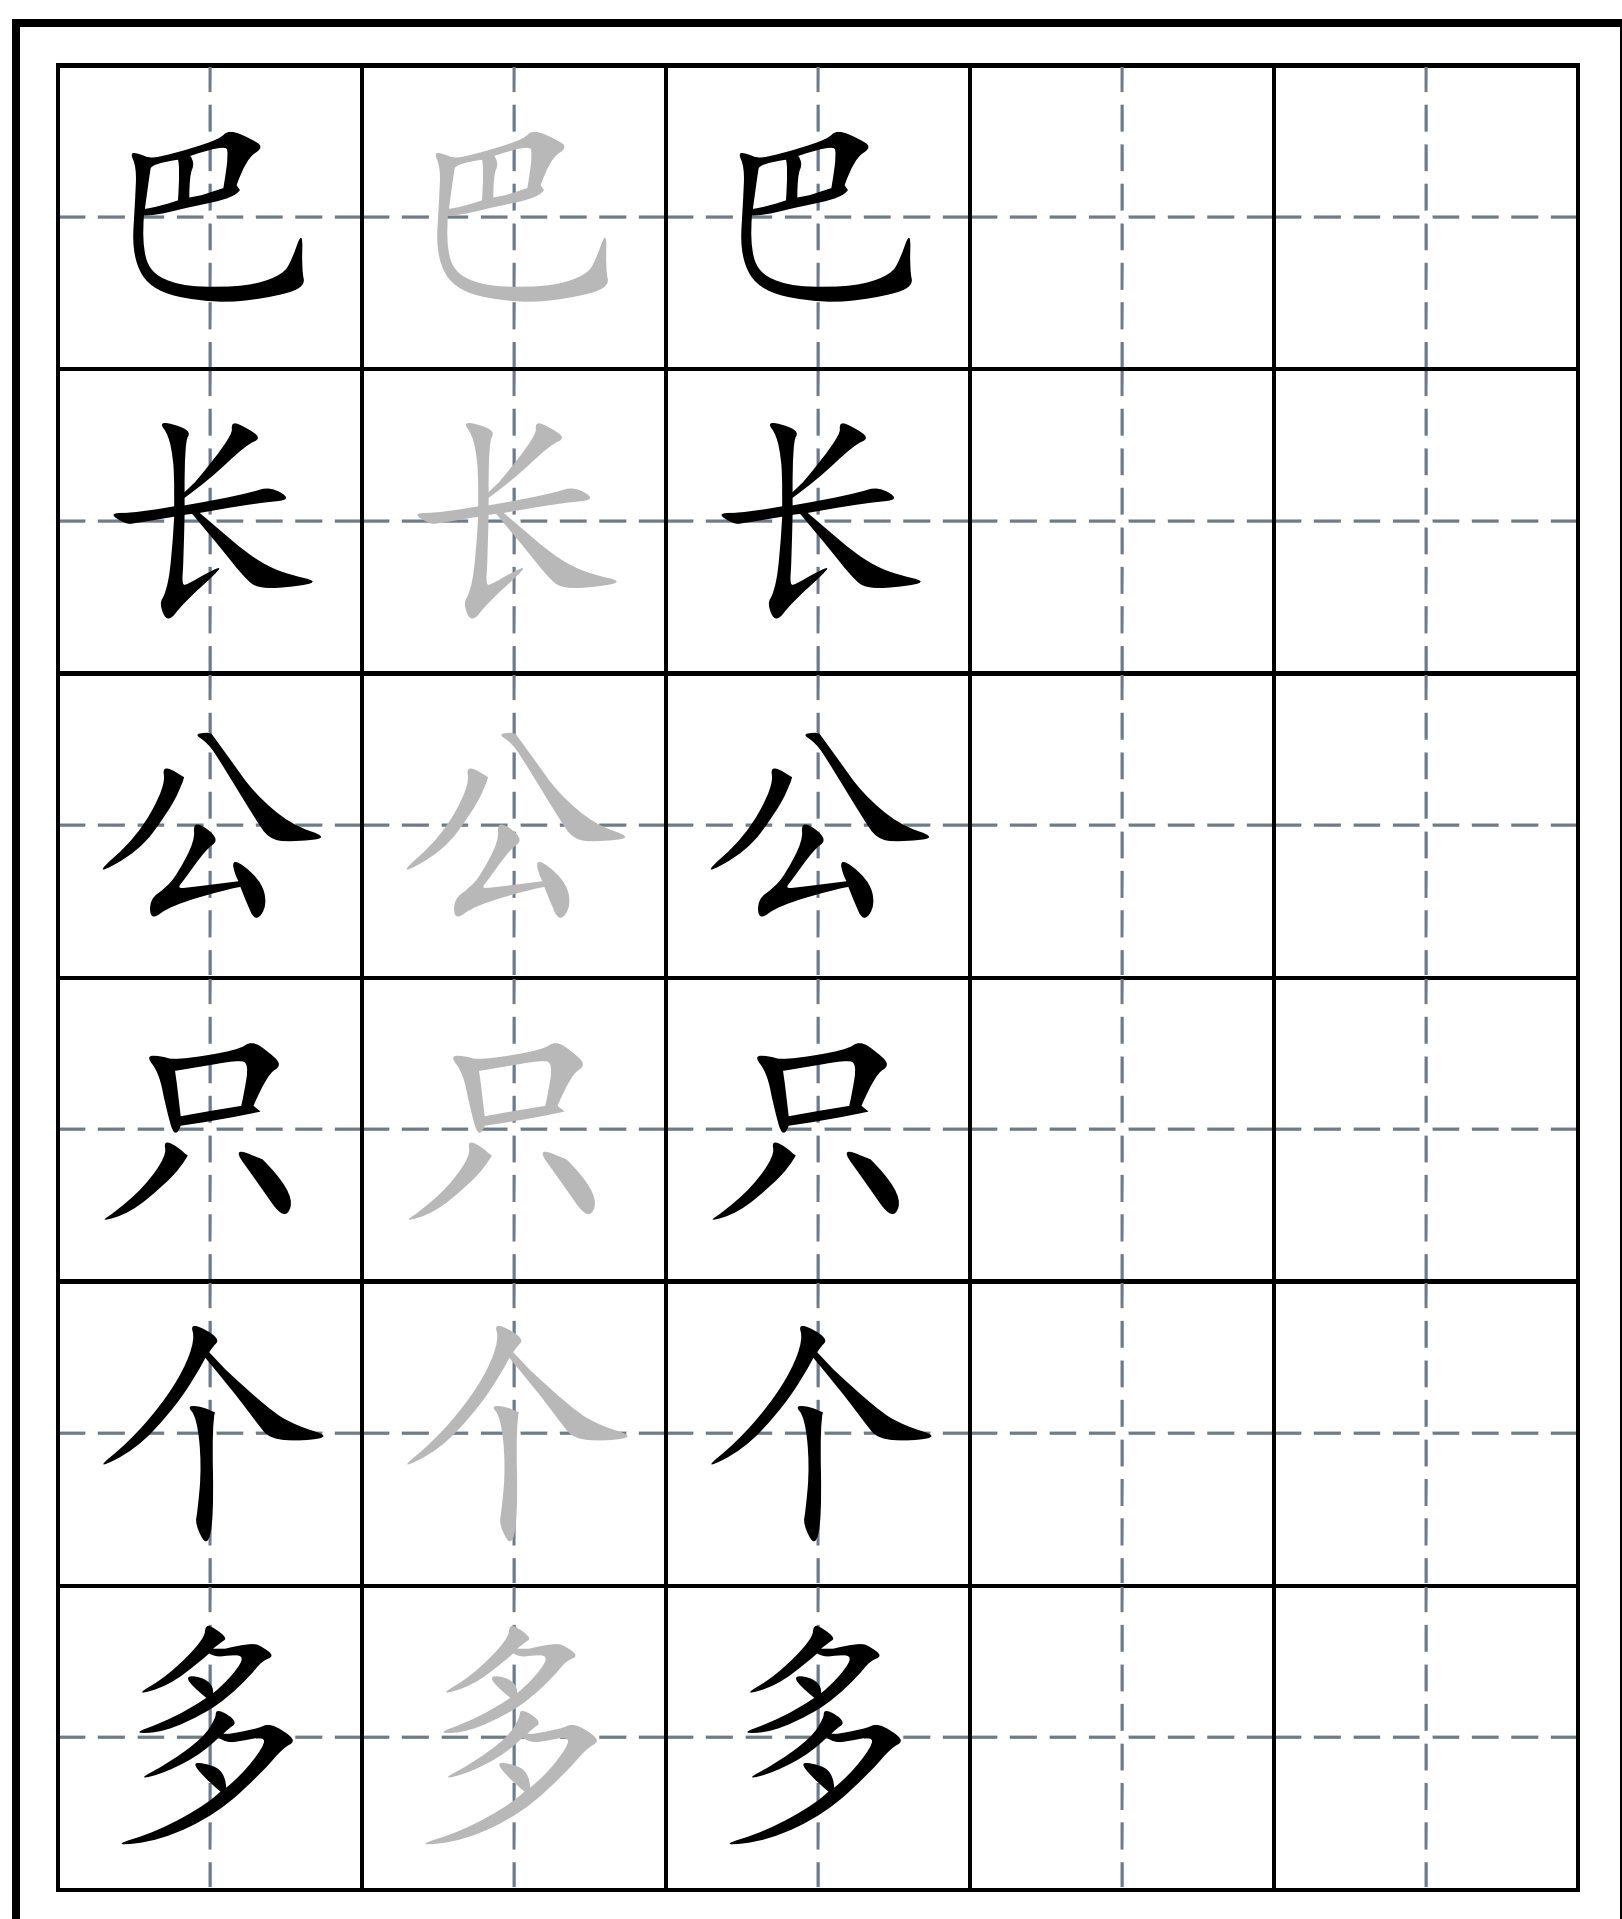 巴 巴 巴
长 长 长
公 公 公
只 只 只
个 个 个
多 多 多